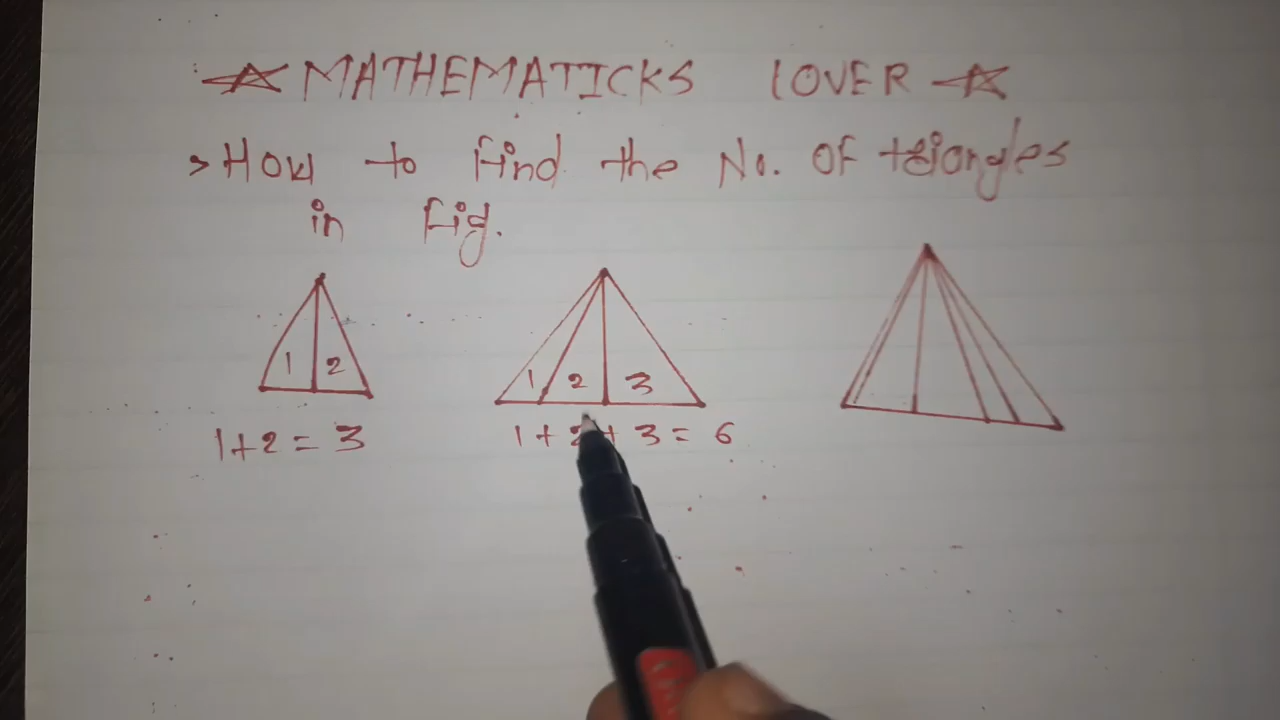 MATHEMATICKS LOVER
> How to Find the No. OF triangles
in Fig.
1 2
1+2 = 3
1 2 3
1+2+3 = 6